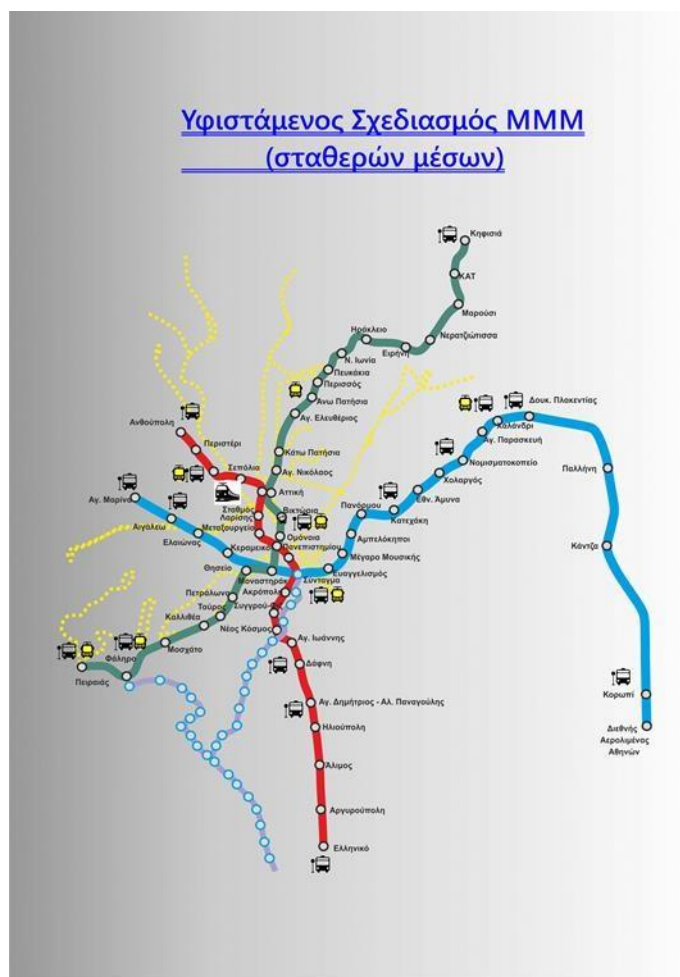 Υφιστάμενος Σχεδιασμός ΜΜΜ
(σταθερών μέσων)
Κηφισιά
ΚΑΤ
Μαρούσι
Νερατζιώτισσα
Ειρήνη
Ηράκλειο
Ν. Ιωνία
Πευκάκια
Περισσός
Άνω Πατήσια
Αγ. Ελευθέριος
Κάτω Πατήσια
Αγ. Νικόλαος
Αττική
Βικτώρια
Ομόνοια
Πανεπιστημίου
Ανθούπολη
Περιστέρι
Σεπόλια
Σταθμός
Λαρίσης
Μεταξουργείο
Αγ. Μαρίνα
Αιγάλεω
Ελαιώνας
Κεραμεικό
Θησείο
Μοναστηράκι
Ακρόπολη
Πετράλωνα
Ταύρος
Συγγρού-Φ
Καλλιθέα
Νέος Κόσμος
Μοσχάτο
Φάληρο
Πειραιάς
Σύνταγμα
Ευαγγελισμός
Μέγαρο Μουσικής
Αμπελόκηποι
Πανόρμου
Κατεχάκη
Εθν. Άμυνα
Χολαργός
Νομισματοκοπείο
Αγ. Παρασκευή
Χαλάνδρι
Δουκ. Πλακεντίας
Παλλήνη
Κάντζα
Κορωπί
Διεθνής
Αερολιμένας
Αθηνών
Αγ. Ιωάννης
Δάφνη
Αγ. Δημήτριος - Αλ. Παναγούλης
Ηλιούπολη
Άλιμος
Αργυρούπολη
Ελληνικό